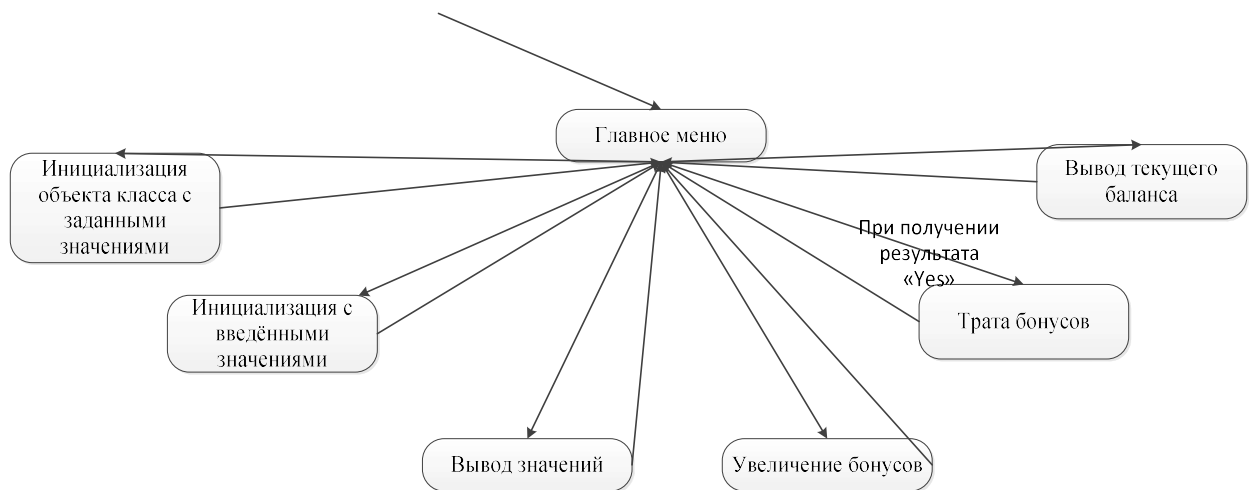 Главное меню
Инициализация
объекта класса с
заданными
значениями
Вывод текущего
баланса
При получении
результата
«Yes»
Инициализация с
введёнными
значениями
Трата бонусов
Вывод значений
Увеличение бонусов